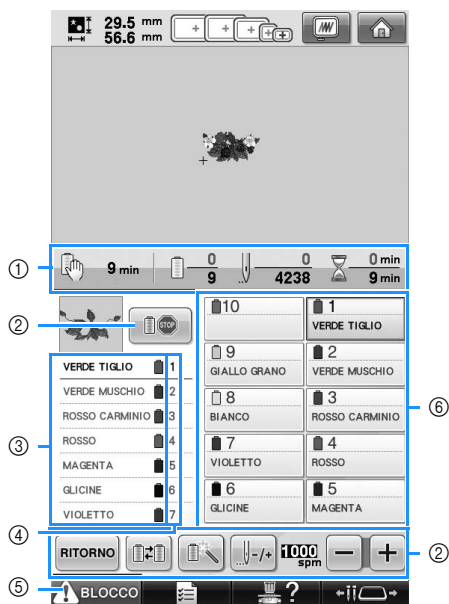 29.5 mm
56.6 mm
① 9 min 0 9 0 4238 0 min 9 min
② STOP
③
VERDE TIGLIO 1
VERDE MUSCHIO 2
ROSSO CARMINIO 3
ROSSO 4
MAGENTA 5
GLICINE 6
VIOLETTO 7
10
1 VERDE TIGLIO
9 GIALLO GRANO
2 VERDE MUSCHIO
8 BIANCO
3 ROSSO CARMINIO
7 VIOLETTO
4 ROSSO
6 GLICINE
5 MAGENTA
⑥
④
RITORNO -/+ 1000 spm − + ②
⑤ BLOCCO ?